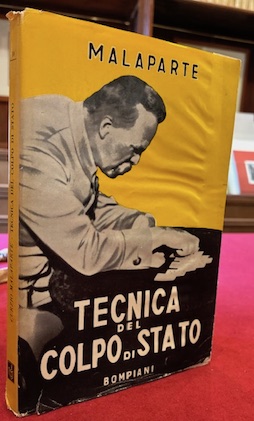 MALAPARTE
TECNICA
DEL
COLPO DI STATO
BOMPIANI